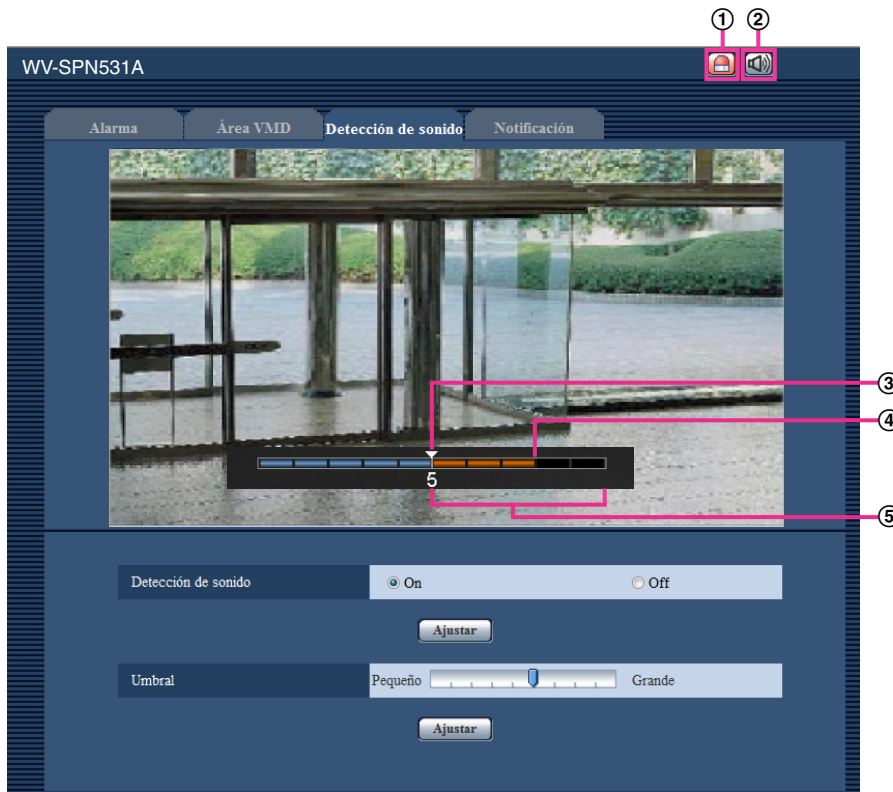 ① ②
WV-SPN531A
Alarma Área VMD Detección de sonido Notificación
③
④
5
⑤
Detección de sonido On Off
Ajustar
Umbral Pequeño Grande
Ajustar